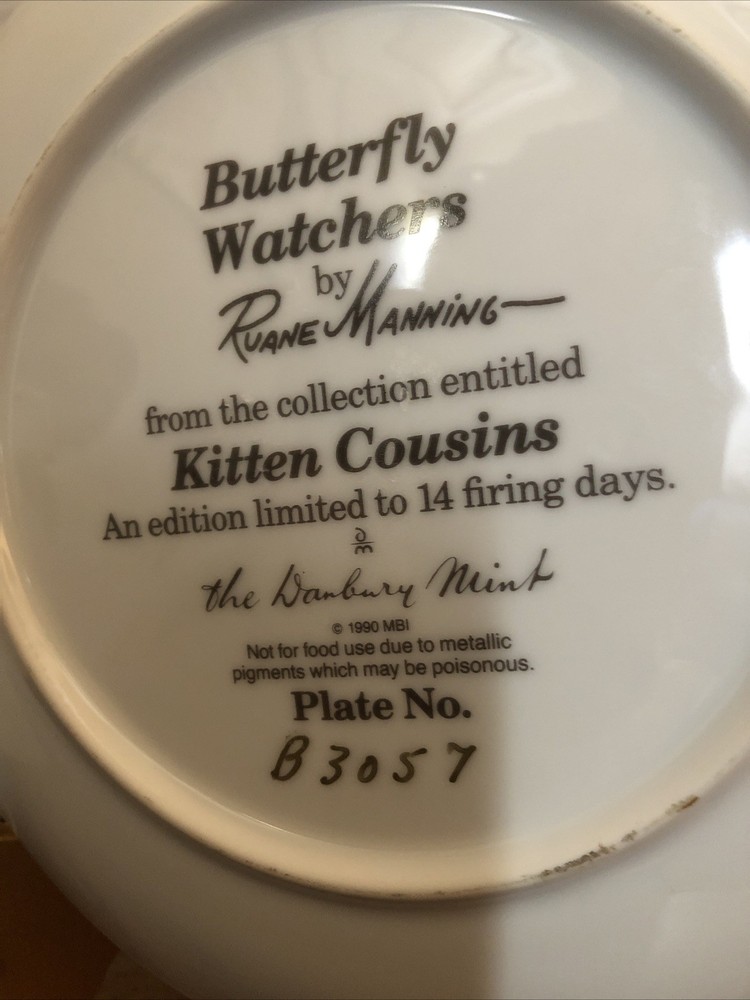 Butterfly
Watchers
by
Ruane Manning
from the collection entitled
Kitten Cousins
An edition limited to 14 firing days.
dm
the Danbury Mint
© 1990 MBI
Not for food use due to metallic
pigments which may be poisonous.
Plate No.
B3057